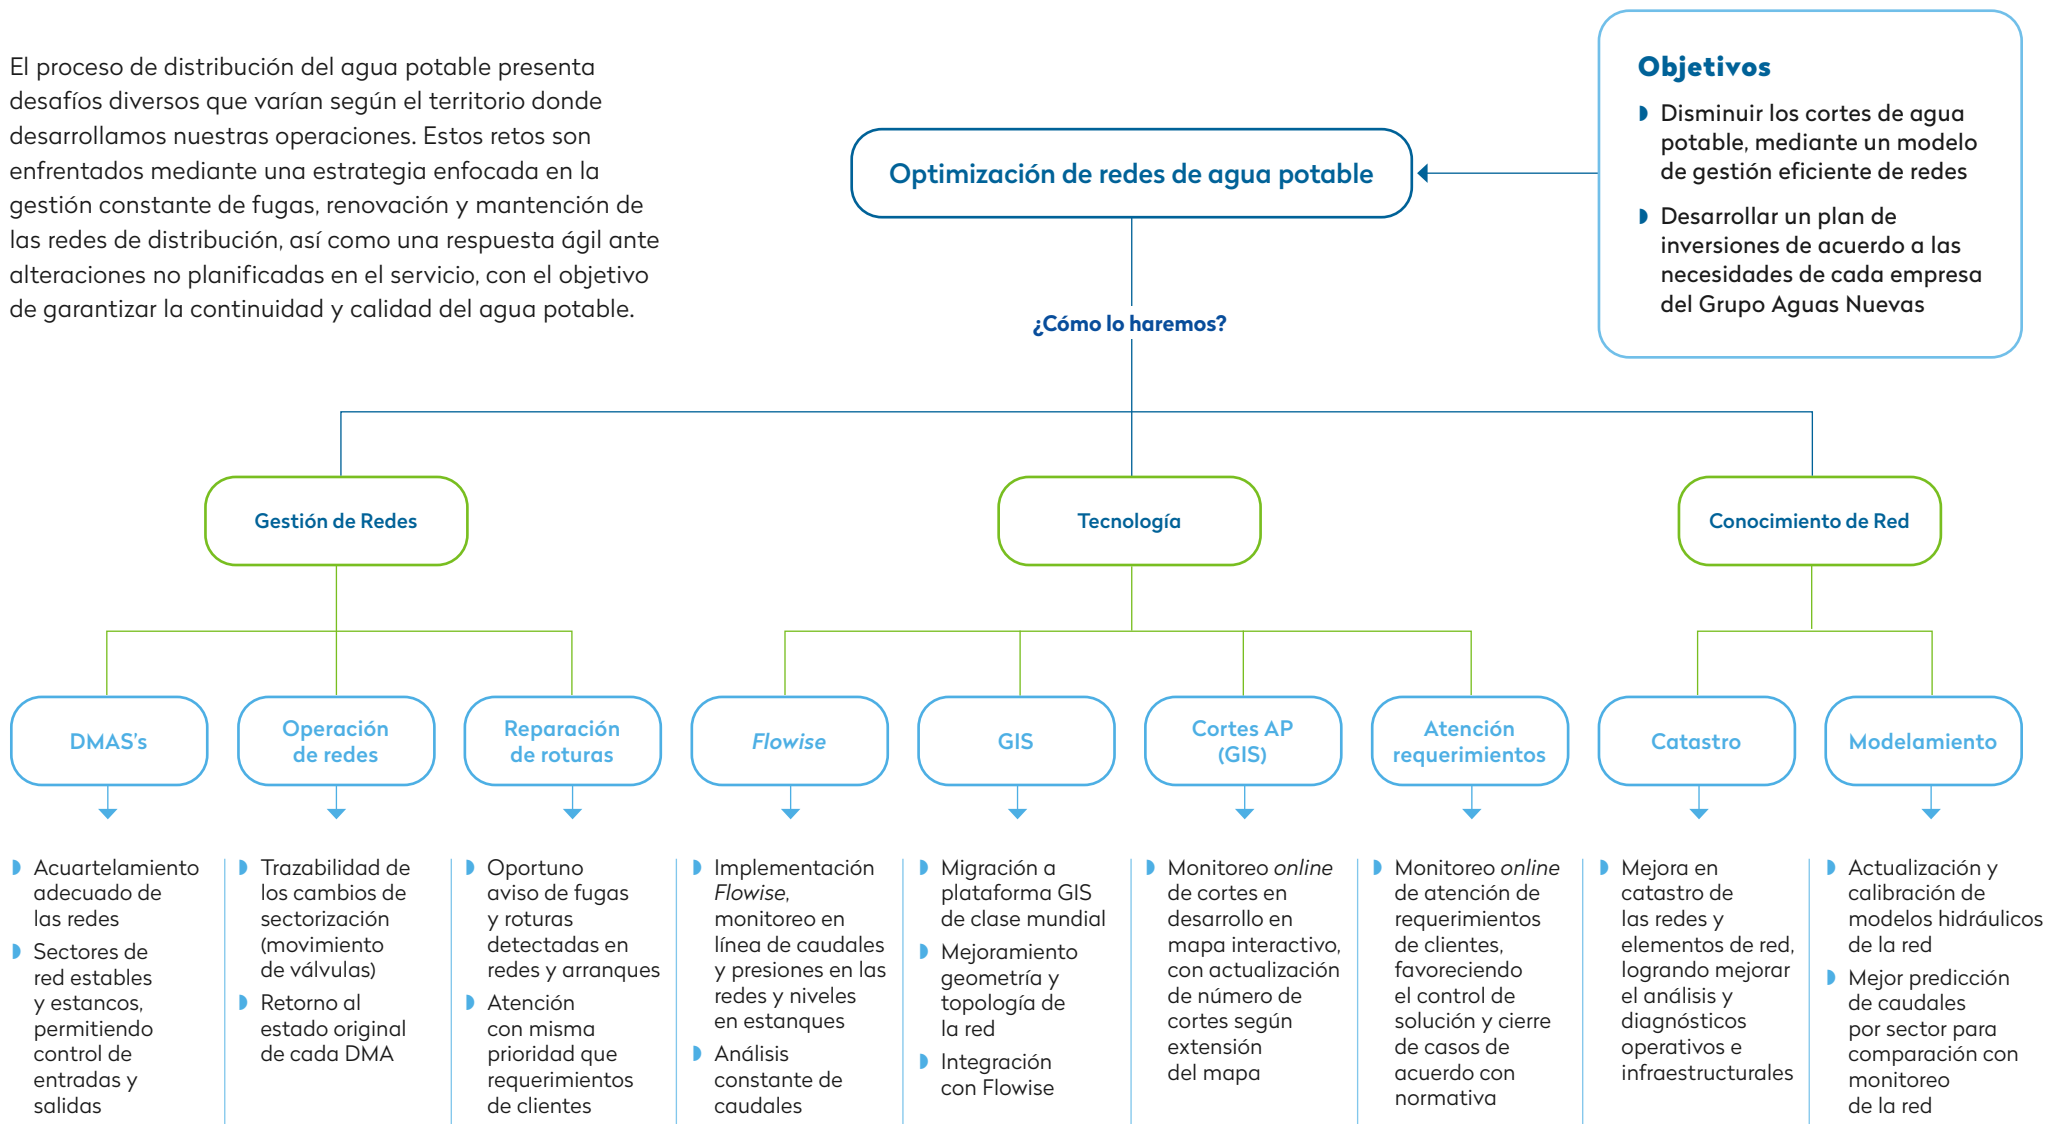 El proceso de distribución del agua potable presenta
desafíos diversos que varían según el territorio donde
desarrollamos nuestras operaciones. Estos retos son
enfrentados mediante una estrategia enfocada en la
gestión constante de fugas, renovación y mantención de
las redes de distribución, así como una respuesta ágil ante
alteraciones no planificadas en el servicio, con el objetivo
de garantizar la continuidad y calidad del agua potable.
Optimización de redes de agua potable
Objetivos
Disminuir los cortes de agua
potable, mediante un modelo
de gestión eficiente de redes
Desarrollar un plan de
inversiones de acuerdo a las
necesidades de cada empresa
del Grupo Aguas Nuevas
¿Cómo lo haremos?
Gestión de Redes
Tecnología
Conocimiento de Red
DMAS's
Operación
de redes
Reparación
de roturas
Flowise
GIS
Cortes AP
(GIS)
Atención
requerimientos
Catastro
Modelamiento
Acuartelamiento
adecuado de
las redes
Sectores de
red estables
y estancos,
permitiendo
control de
entradas y
salidas
Trazabilidad de
los cambios de
sectorización
(movimiento
de válvulas)
Retorno al
estado original
de cada DMA
Oportuno
aviso de fugas
y roturas
detectadas en
redes y arranques
Atención
con misma
prioridad que
requerimientos
de clientes
Implementación
Flowise,
monitoreo en
línea de caudales
y presiones en las
redes y niveles
en estanques
Análisis
constante de
caudales
Migración a
plataforma GIS
de clase mundial
Mejoramiento
geometría y
topología de
la red
Integración
con Flowise
Monitoreo online
de cortes en
desarrollo en
mapa interactivo,
con actualización
de número de
cortes según
extensión
del mapa
Monitoreo online
de atención de
requerimientos
de clientes,
favoreciendo
el control de
solución y cierre
de casos de
acuerdo con
normativa
Mejora en
catastro de
las redes y
elementos de red,
logrando mejorar
el análisis y
diagnósticos
operativos e
infraestructurales
Actualización y
calibración de
modelos hidráulicos
de la red
Mejor predicción
de caudales
por sector para
comparación con
monitoreo
de la red